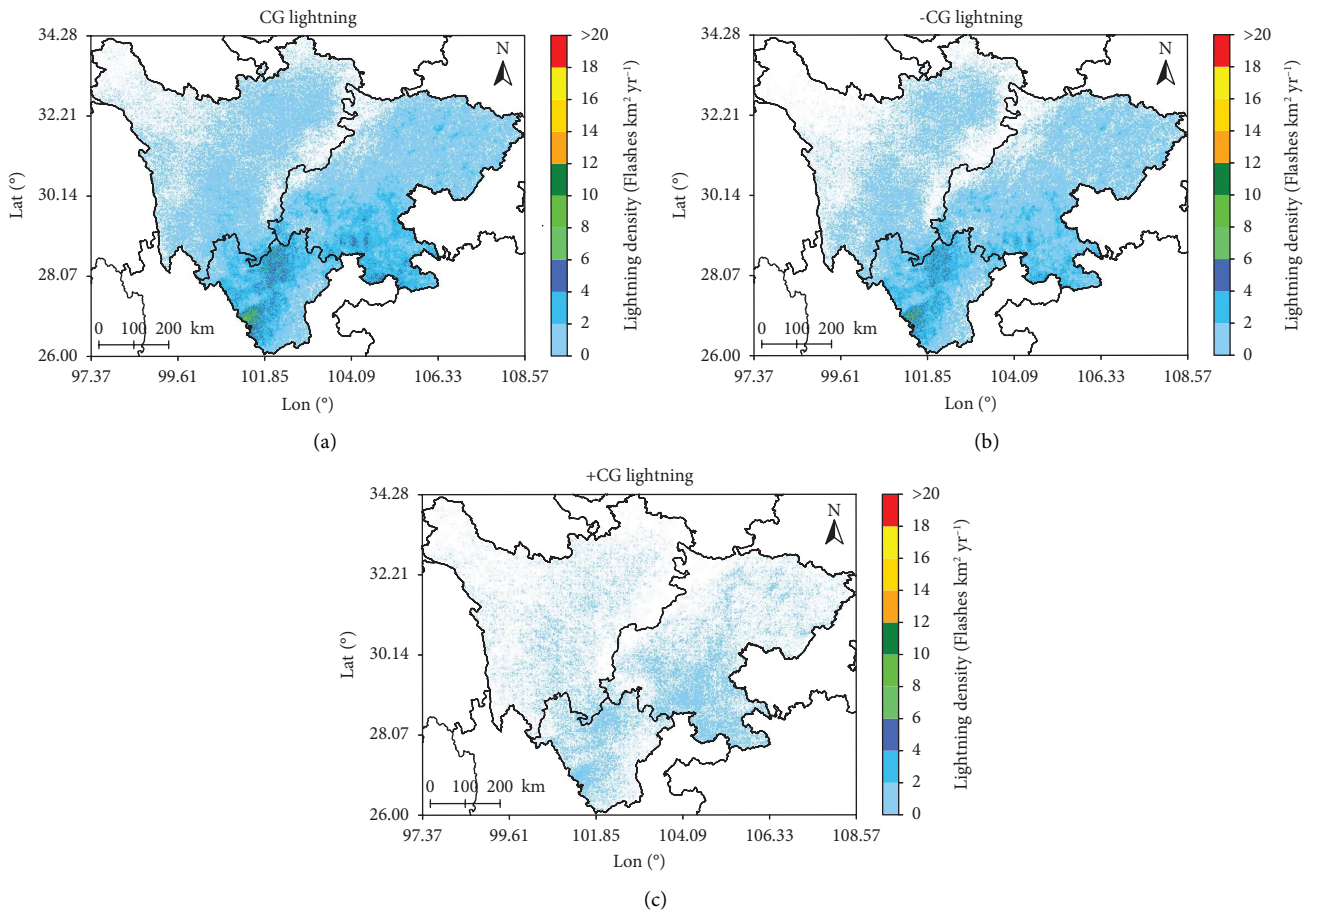 CG lightning
34.28
32.21
30.14
28.07
26.00
Lat (°)
97.37 99.61 101.85 104.09 106.33 108.57
Lon (°)
N
0 100 200 km
>20
18
16
14
12
10
8
6
4
2
0
Lightning density (Flashes km² yr⁻¹)
(a)
-CG lightning
34.28
32.21
30.14
28.07
26.00
Lat (°)
97.37 99.61 101.85 104.09 106.33 108.57
Lon (°)
N
0 100 200 km
>20
18
16
14
12
10
8
6
4
2
0
Lightning density (Flashes km² yr⁻¹)
(b)
+CG lightning
34.28
32.21
30.14
28.07
26.00
Lat (°)
97.37 99.61 101.85 104.09 106.33 108.57
Lon (°)
N
0 100 200 km
>20
18
16
14
12
10
8
6
4
2
0
Lightning density (Flashes km² yr⁻¹)
(c)